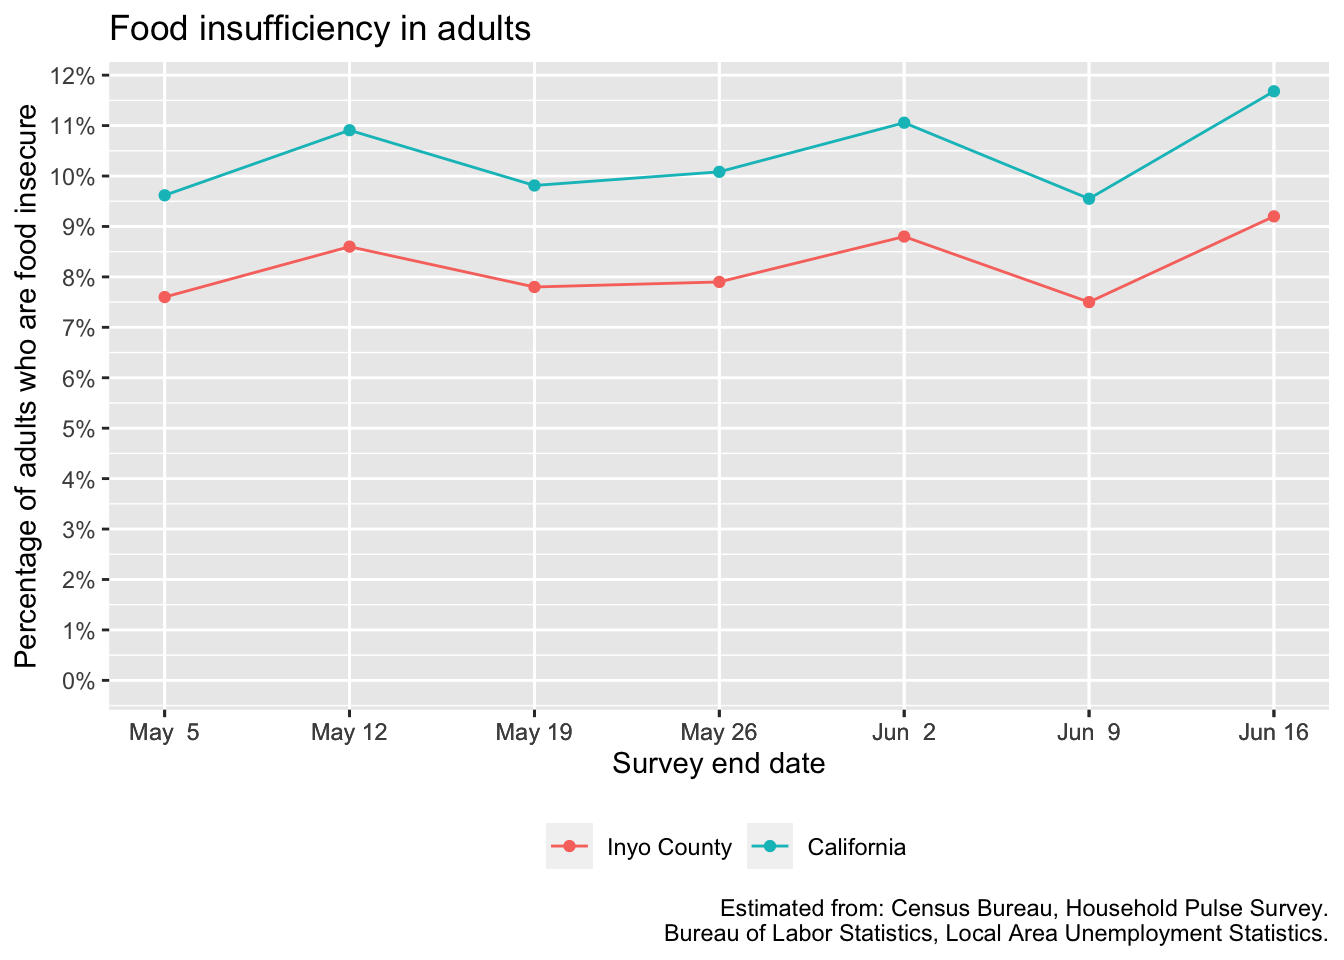 Food insufficiency in adults
Percentage of adults who are food insecure
12%
11%
10%
9%
8%
7%
6%
5%
4%
3%
2%
1%
0%
May  5 May 12 May 19 May 26 Jun  2 Jun  9 Jun 16
Survey end date
Inyo County California
Estimated from: Census Bureau, Household Pulse Survey.
Bureau of Labor Statistics, Local Area Unemployment Statistics.